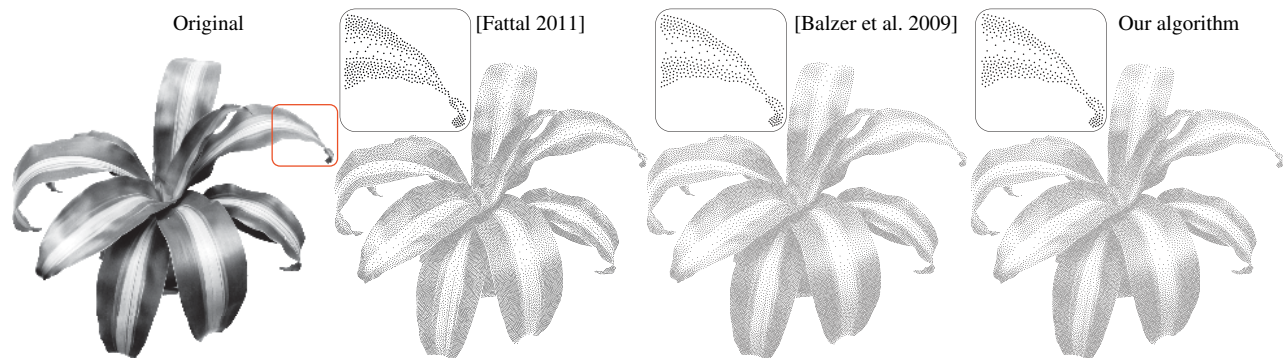 Original
[Fattal 2011]
[Balzer et al. 2009]
Our algorithm